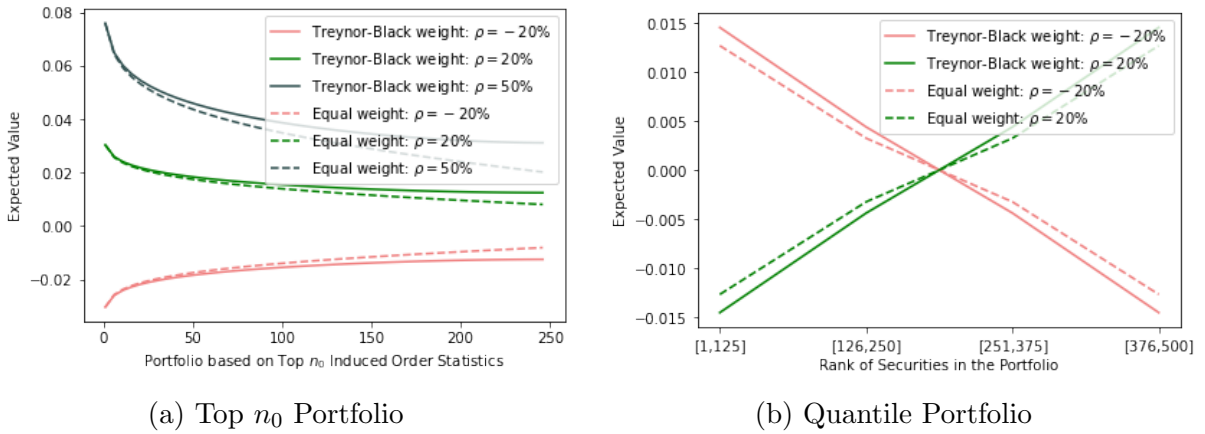 0.08
0.06
0.04
0.02
0.00
−0.02
Expected Value
Treynor-Black weight: ρ = −20%
Treynor-Black weight: ρ = 20%
Treynor-Black weight: ρ = 50%
Equal weight: ρ = −20%
Equal weight: ρ = 20%
Equal weight: ρ = 50%
0 50 100 150 200 250
Portfolio based on Top n₀ Induced Order Statistics
(a) Top n₀ Portfolio
0.015
0.010
0.005
0.000
−0.005
−0.010
−0.015
Expected Value
Treynor-Black weight: ρ = −20%
Treynor-Black weight: ρ = 20%
Equal weight: ρ = −20%
Equal weight: ρ = 20%
[1,125] [126,250] [251,375] [376,500]
Rank of Securities in the Portfolio
(b) Quantile Portfolio